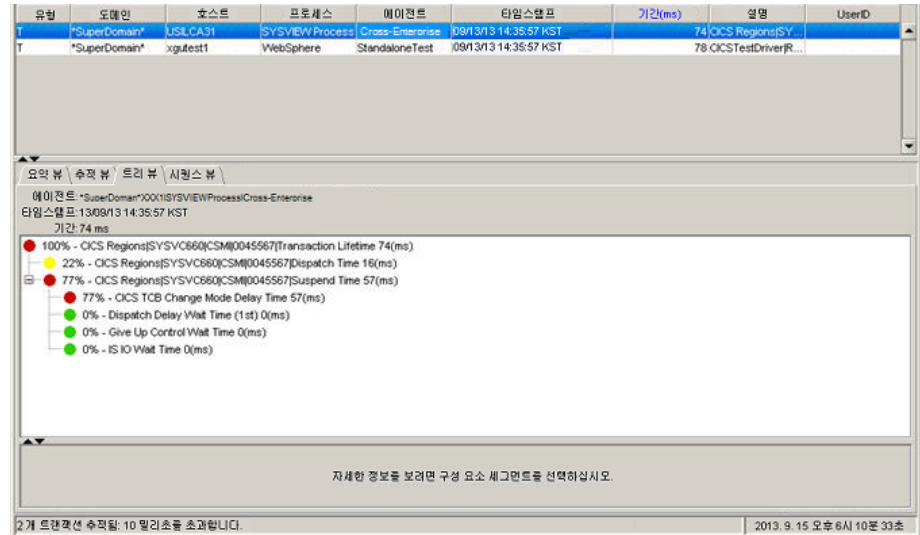 유형 도메인 호스트 프로세스 에이전트 타임스탬프 기간(ms) 설명 UserID
T *SuperDomain* USILCA31 SYSVIEW Process Cross-Enterorise 09/13/13 14:35:57 KST 74 CICS Regions|SY...
T *SuperDomain* xgutest1 WebSphere StandaloneTest 09/13/13 14:35:57 KST 78 CICSTestDriver|R...
요약 뷰 추적 뷰 트리 뷰 시퀀스 뷰
에이전트: *SuperDoman*|XXX1|SYSVIEWProcess|Cross-Enterorise
타임스탬프: 13/09/13 14:35:57 KST
기간: 74 ms
100% - CICS Regions|SYSVC660|CSMI|0045567|Transaction Lifetime 74(ms)
22% - CICS Regions|SYSVC660|CSMI|0045567|Dispatch Time 16(ms)
77% - CICS Regions|SYSVC660|CSMI|0045567|Suspend Time 57(ms)
77% - CICS TCB Change Mode Delay Time 57(ms)
0% - Dispatch Delay Wait Time (1st) 0(ms)
0% - Give Up Control Wait Time 0(ms)
0% - IS IO Wait Time 0(ms)
자세한 정보를 보려면 구성 요소 세그먼트를 선택하십시오.
2개 트랜잭션 추적됨: 10 밀리초를 초과합니다. 2013. 9. 15 오후 6시 10분 33초